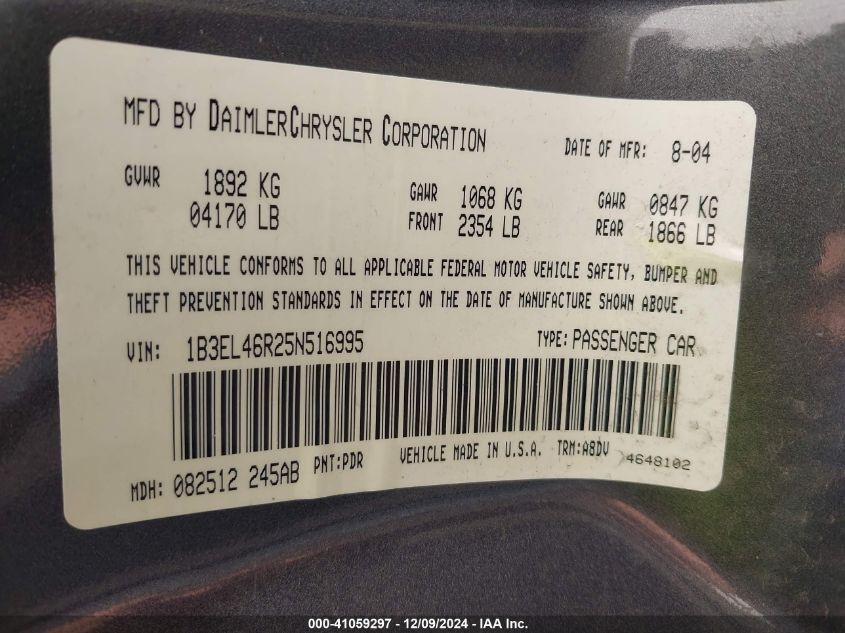 MFD BY DAIMLERCHRYSLER CORPORATION DATE OF MFR: 8-04
GVWR 1892 KG GAWR 1068 KG GAWR 0847 KG
04170 LB FRONT 2354 LB REAR 1866 LB
THIS VEHICLE CONFORMS TO ALL APPLICABLE FEDERAL MOTOR VEHICLE SAFETY, BUMPER AND
THEFT PREVENTION STANDARDS IN EFFECT ON THE DATE OF MANUFACTURE SHOWN ABOVE.
VIN: 1B3EL46R25N516995 TYPE: PASSENGER CAR
MDH: 082512 245AB PNT:PDR VEHICLE MADE IN U.S.A. TRM:A8DV 4648102
000-41059297 - 12/09/2024 - IAA Inc.